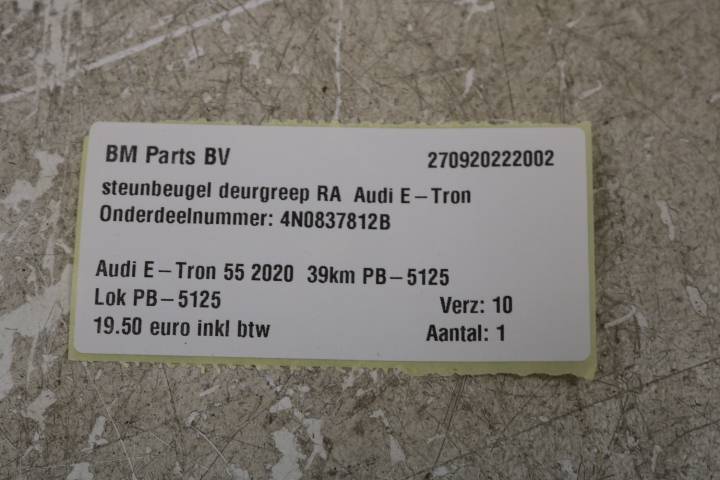 BM Parts BV 270920222002
steunbeugel deurgreep RA Audi E-Tron
Onderdeelnummer: 4N0837812B
Audi E-Tron 55 2020 39km PB-5125
Lok PB-5125 Verz: 10
19.50 euro inkl btw Aantal: 1